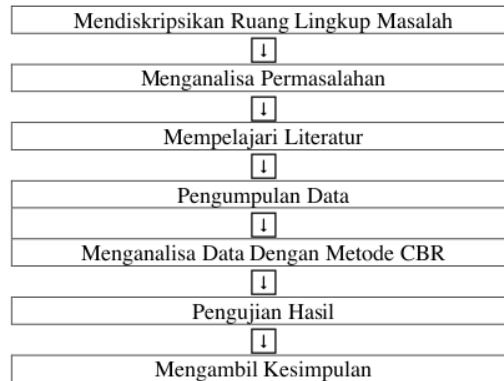 Mendiskripsikan Ruang Lingkup Masalah
↓
Menganalisa Permasalahan
↓
Mempelajari Literatur
↓
Pengumpulan Data
↓
Menganalisa Data Dengan Metode CBR
↓
Pengujian Hasil
↓
Mengambil Kesimpulan